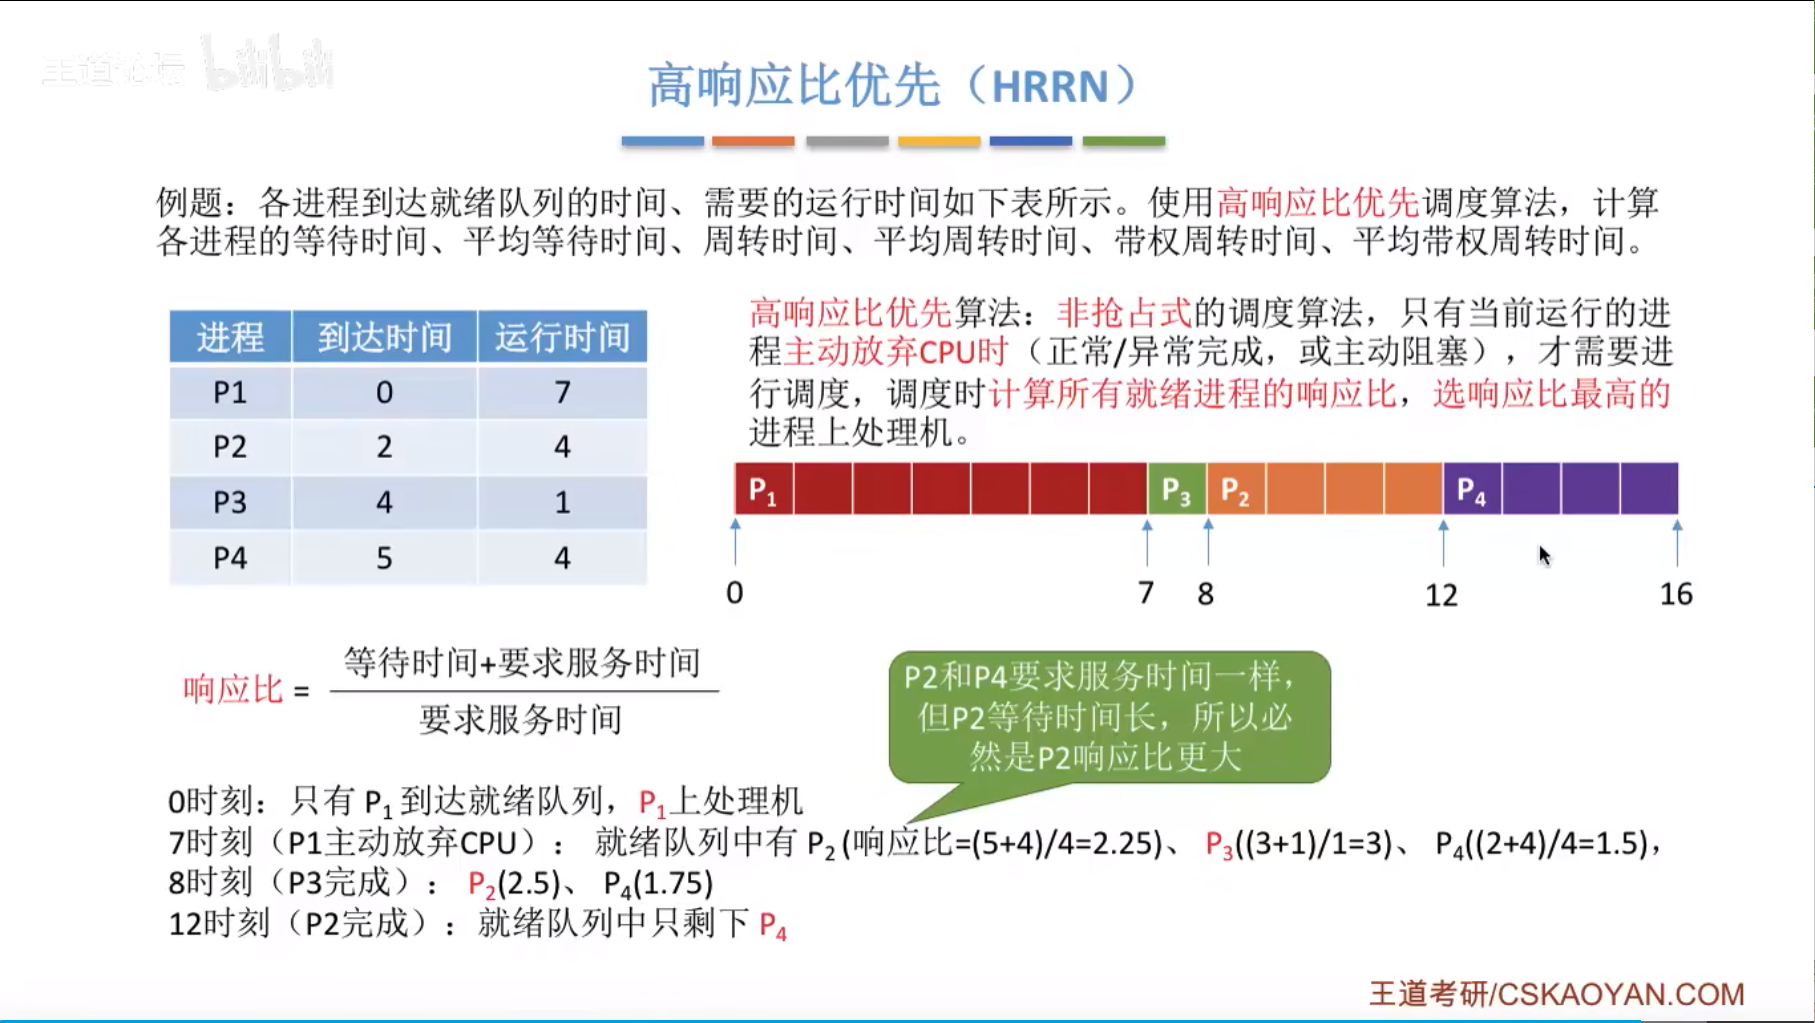 王道论坛 bilibili
高响应比优先（HRRN）
例题：各进程到达就绪队列的时间、需要的运行时间如下表所示。使用高响应比优先调度算法，计算
各进程的等待时间、平均等待时间、周转时间、平均周转时间、带权周转时间、平均带权周转时间。
进程 到达时间 运行时间
P1 0 7
P2 2 4
P3 4 1
P4 5 4
高响应比优先算法：非抢占式的调度算法，只有当前运行的进
程主动放弃CPU时（正常/异常完成，或主动阻塞），才需要进
行调度，调度时计算所有就绪进程的响应比，选响应比最高的
进程上处理机。
P1 P3 P2 P4
0 7 8 12 16
响应比 = 等待时间+要求服务时间
要求服务时间
P2和P4要求服务时间一样，
但P2等待时间长，所以必
然是P2响应比更大
0时刻：只有 P1 到达就绪队列，P1上处理机
7时刻（P1主动放弃CPU）： 就绪队列中有 P2 (响应比=(5+4)/4=2.25)、 P3((3+1)/1=3)、 P4((2+4)/4=1.5)，
8时刻（P3完成）： P2(2.5)、 P4(1.75)
12时刻（P2完成）：就绪队列中只剩下 P4
王道考研/CSKAOYAN.COM